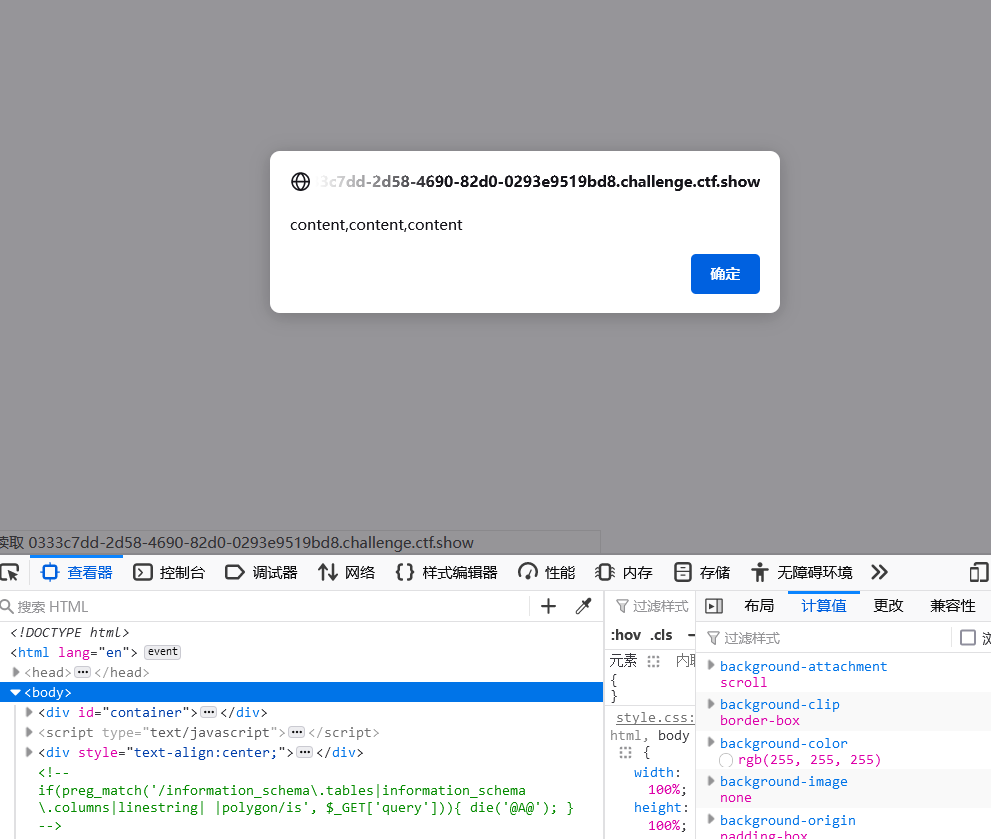 3c7dd-2d58-4690-82d0-0293e9519bd8.challenge.ctf.show
content,content,content
确定
读取 0333c7dd-2d58-4690-82d0-0293e9519bd8.challenge.ctf.show
查看器 控制台 调试器 网络 样式编辑器 性能 内存 存储 无障碍环境
搜索 HTML
过滤样式
布局 计算值 更改 兼容性
:hov .cls
过滤样式
<!DOCTYPE html>
<html lang="en"> event
<head> ··· </head>
<body>
<div id="container"> ··· </div>
<script type="text/javascript"> ··· </script>
<div style="text-align:center;"> ··· </div>
<!--
if(preg_match('/information_schema\.tables|information_schema
\.columns|linestring| |polygon/is', $_GET['query'])){ die('@A@'); }
-->
元素
{
}
style.css:
html, body
{
width:
100%;
height:
100%;
background-attachment
scroll
background-clip
border-box
background-color
rgb(255, 255, 255)
background-image
none
background-origin
padding-box